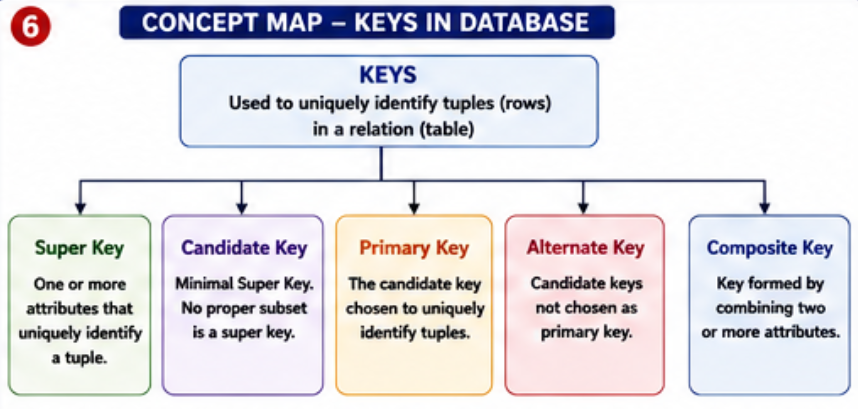 6
CONCEPT MAP – KEYS IN DATABASE
KEYS
Used to uniquely identify tuples (rows)
in a relation (table)
Super Key
One or more
attributes that
uniquely identify
a tuple.
Candidate Key
Minimal Super Key.
No proper subset
is a super key.
Primary Key
The candidate key
chosen to uniquely
identify tuples.
Alternate Key
Candidate keys
not chosen as
primary key.
Composite Key
Key formed by
combining two
or more attributes.